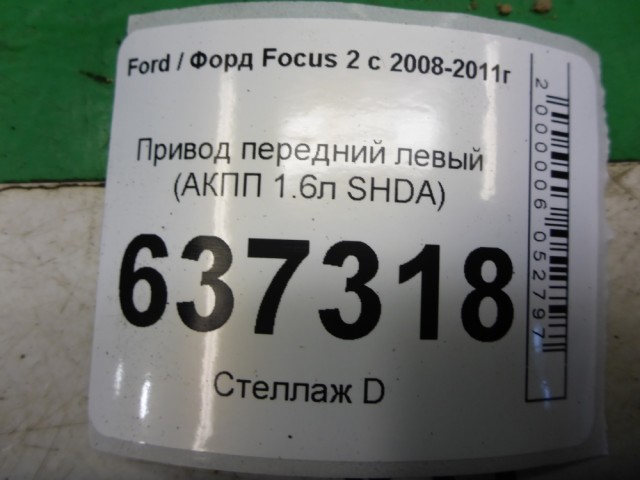 Ford / Форд Focus 2 с 2008-2011г
Привод передний левый
(АКПП 1.6л SHDA)
637318
Стеллаж D
2000006052797